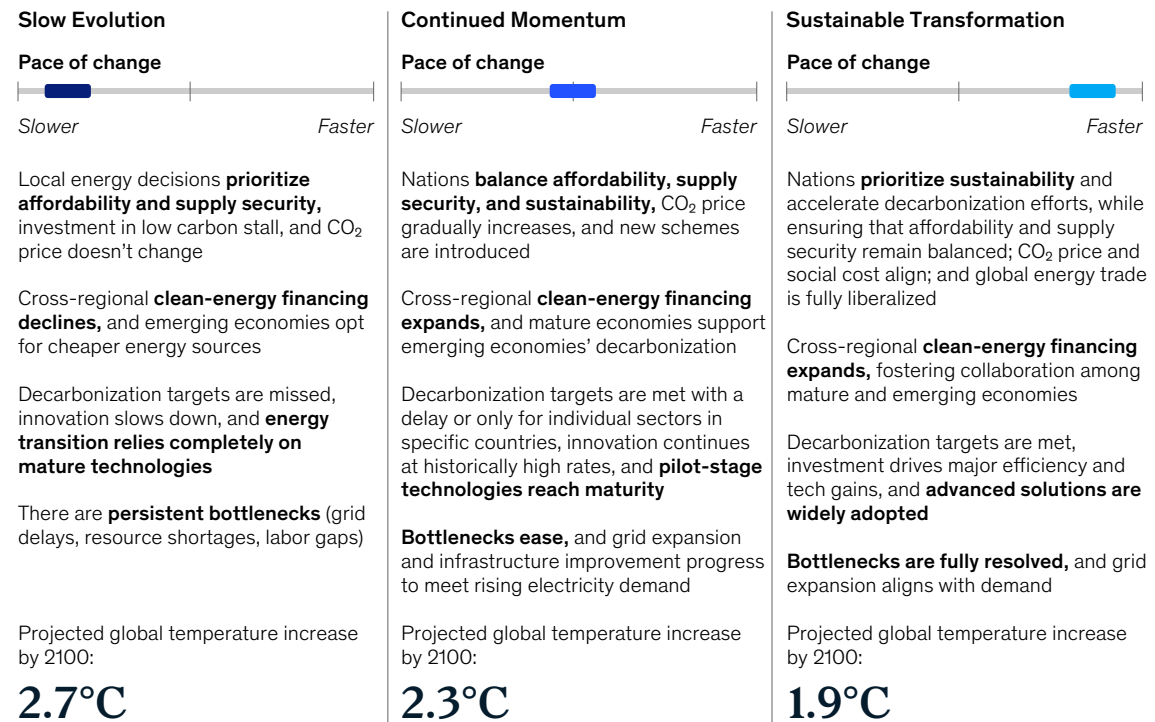 Slow Evolution
Pace of change
Slower Faster
Local energy decisions prioritize
affordability and supply security,
investment in low carbon stall, and CO₂
price doesn’t change
Cross-regional clean-energy financing
declines, and emerging economies opt
for cheaper energy sources
Decarbonization targets are missed,
innovation slows down, and energy
transition relies completely on
mature technologies
There are persistent bottlenecks (grid
delays, resource shortages, labor gaps)
Projected global temperature increase
by 2100:
2.7°C
Continued Momentum
Pace of change
Slower Faster
Nations balance affordability, supply
security, and sustainability, CO₂ price
gradually increases, and new schemes
are introduced
Cross-regional clean-energy financing
expands, and mature economies support
emerging economies’ decarbonization
Decarbonization targets are met with a
delay or only for individual sectors in
specific countries, innovation continues
at historically high rates, and pilot-stage
technologies reach maturity
Bottlenecks ease, and grid expansion
and infrastructure improvement progress
to meet rising electricity demand
Projected global temperature increase
by 2100:
2.3°C
Sustainable Transformation
Pace of change
Slower Faster
Nations prioritize sustainability and
accelerate decarbonization efforts, while
ensuring that affordability and supply
security remain balanced; CO₂ price and
social cost align; and global energy trade
is fully liberalized
Cross-regional clean-energy financing
expands, fostering collaboration among
mature and emerging economies
Decarbonization targets are met,
investment drives major efficiency and
tech gains, and advanced solutions are
widely adopted
Bottlenecks are fully resolved, and grid
expansion aligns with demand
Projected global temperature increase
by 2100:
1.9°C